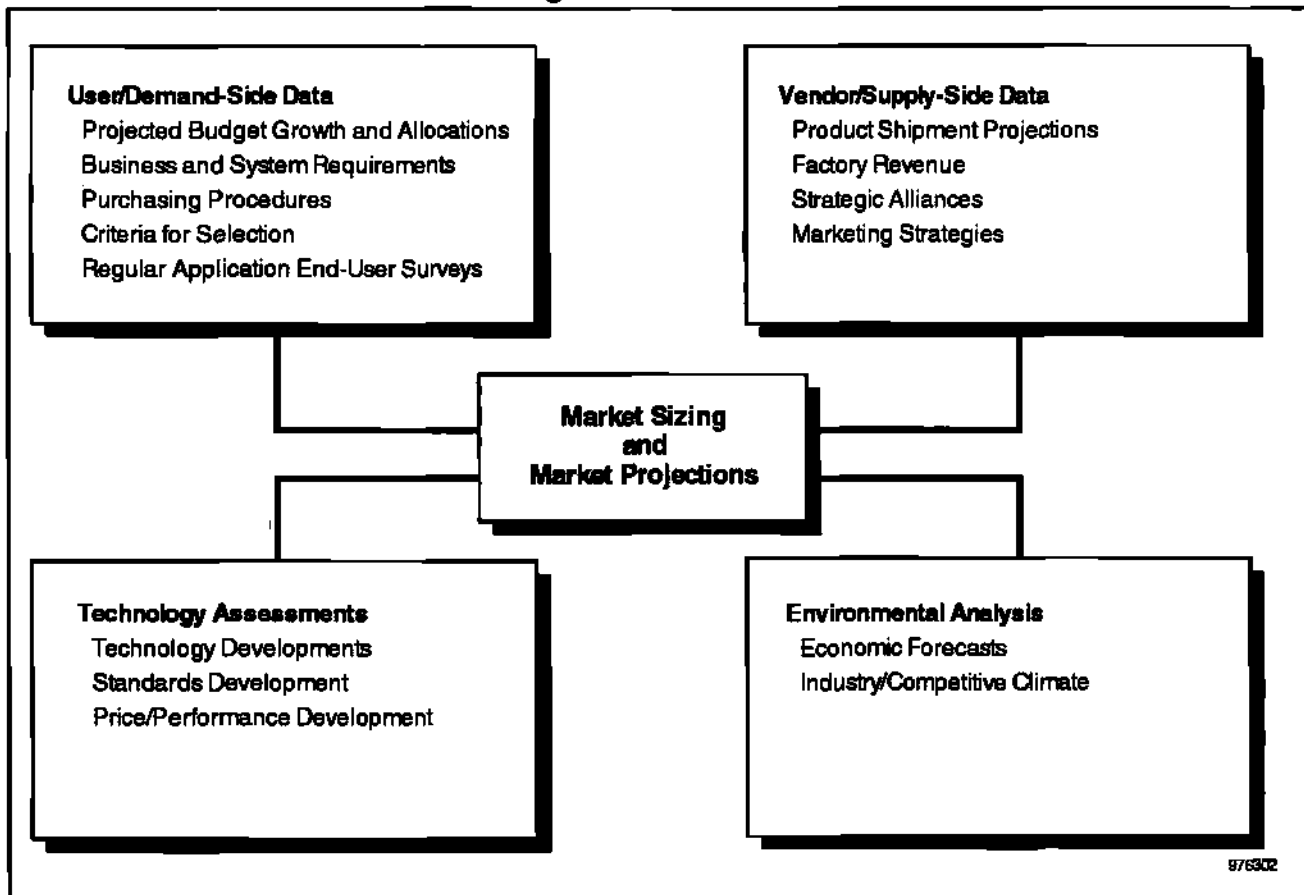 User/Demand-Side Data
Projected Budget Growth and Allocations
Business and System Requirements
Purchasing Procedures
Criteria for Selection
Regular Application End-User Surveys
Vendor/Supply-Side Data
Product Shipment Projections
Factory Revenue
Strategic Alliances
Marketing Strategies
Market Sizing
and
Market Projections
Technology Assessments
Technology Developments
Standards Development
Price/Performance Development
Environmental Analysis
Economic Forecasts
Industry/Competitive Climate
976302